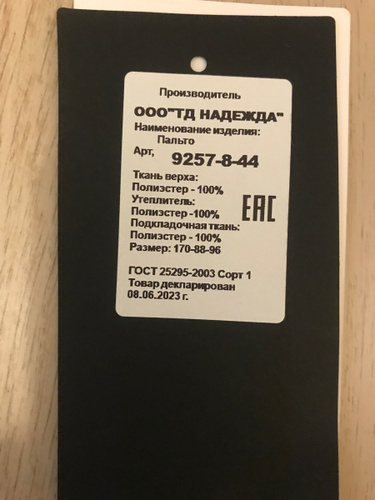 Производитель
ООО"ТД НАДЕЖДА"
Наименование изделия:
Пальто
Арт, 9257-8-44
Ткань верха:
Полиэстер - 100%
Утеплитель:
Полиэстер -100%
Подкладочная ткань:
Полиэстер - 100%
Размер: 170-88-96
ЕАС
ГОСТ 25295-2003 Сорт 1
Товар декларирован
08.06.2023 г.